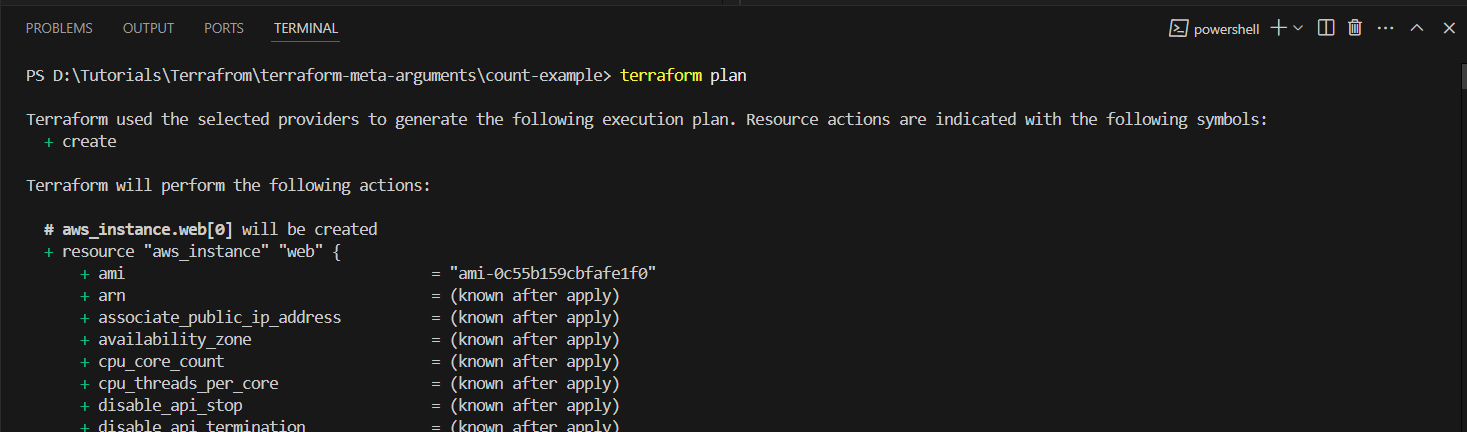 PROBLEMS OUTPUT PORTS TERMINAL powershell
PS D:\Tutorials\Terrafrom\terraform-meta-arguments\count-example> terraform plan
Terraform used the selected providers to generate the following execution plan. Resource actions are indicated with the following symbols:
+ create
Terraform will perform the following actions:
# aws_instance.web[0] will be created
+ resource "aws_instance" "web" {
+ ami = "ami-0c55b159cbfafe1f0"
+ arn = (known after apply)
+ associate_public_ip_address = (known after apply)
+ availability_zone = (known after apply)
+ cpu_core_count = (known after apply)
+ cpu_threads_per_core = (known after apply)
+ disable_api_stop = (known after apply)
+ disable_api_termination = (known after apply)